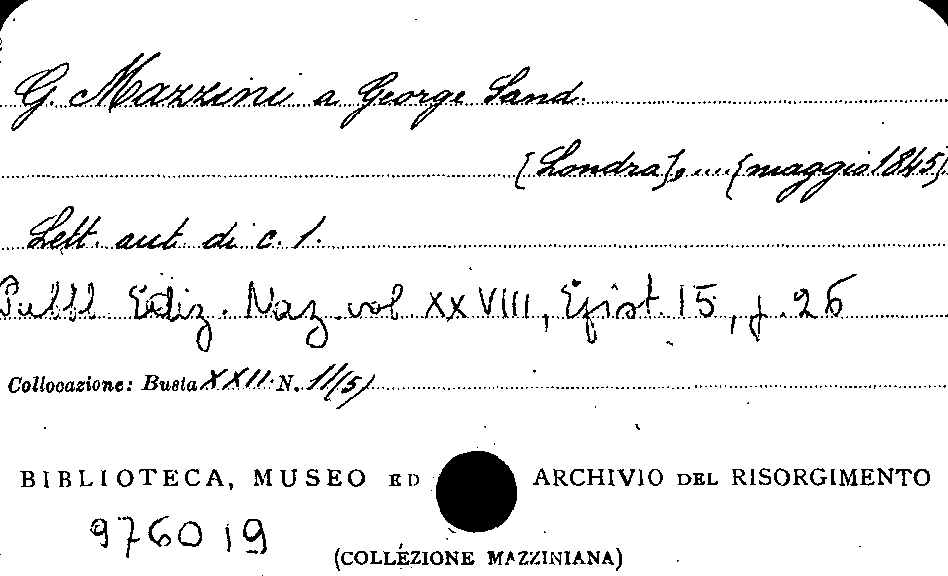 G. Mazzini a George Sand.
[Londra], .... [maggio 1845].
Lett. aut. di c. 1.
Pubbl Ediz. Naz. vol XXVIII, Epist. 15, p. 26
Collocazione: Busta XXII. N. 11/5)
BIBLIOTECA, MUSEO ED ARCHIVIO DEL RISORGIMENTO
976019
(COLLEZIONE MAZZINIANA)